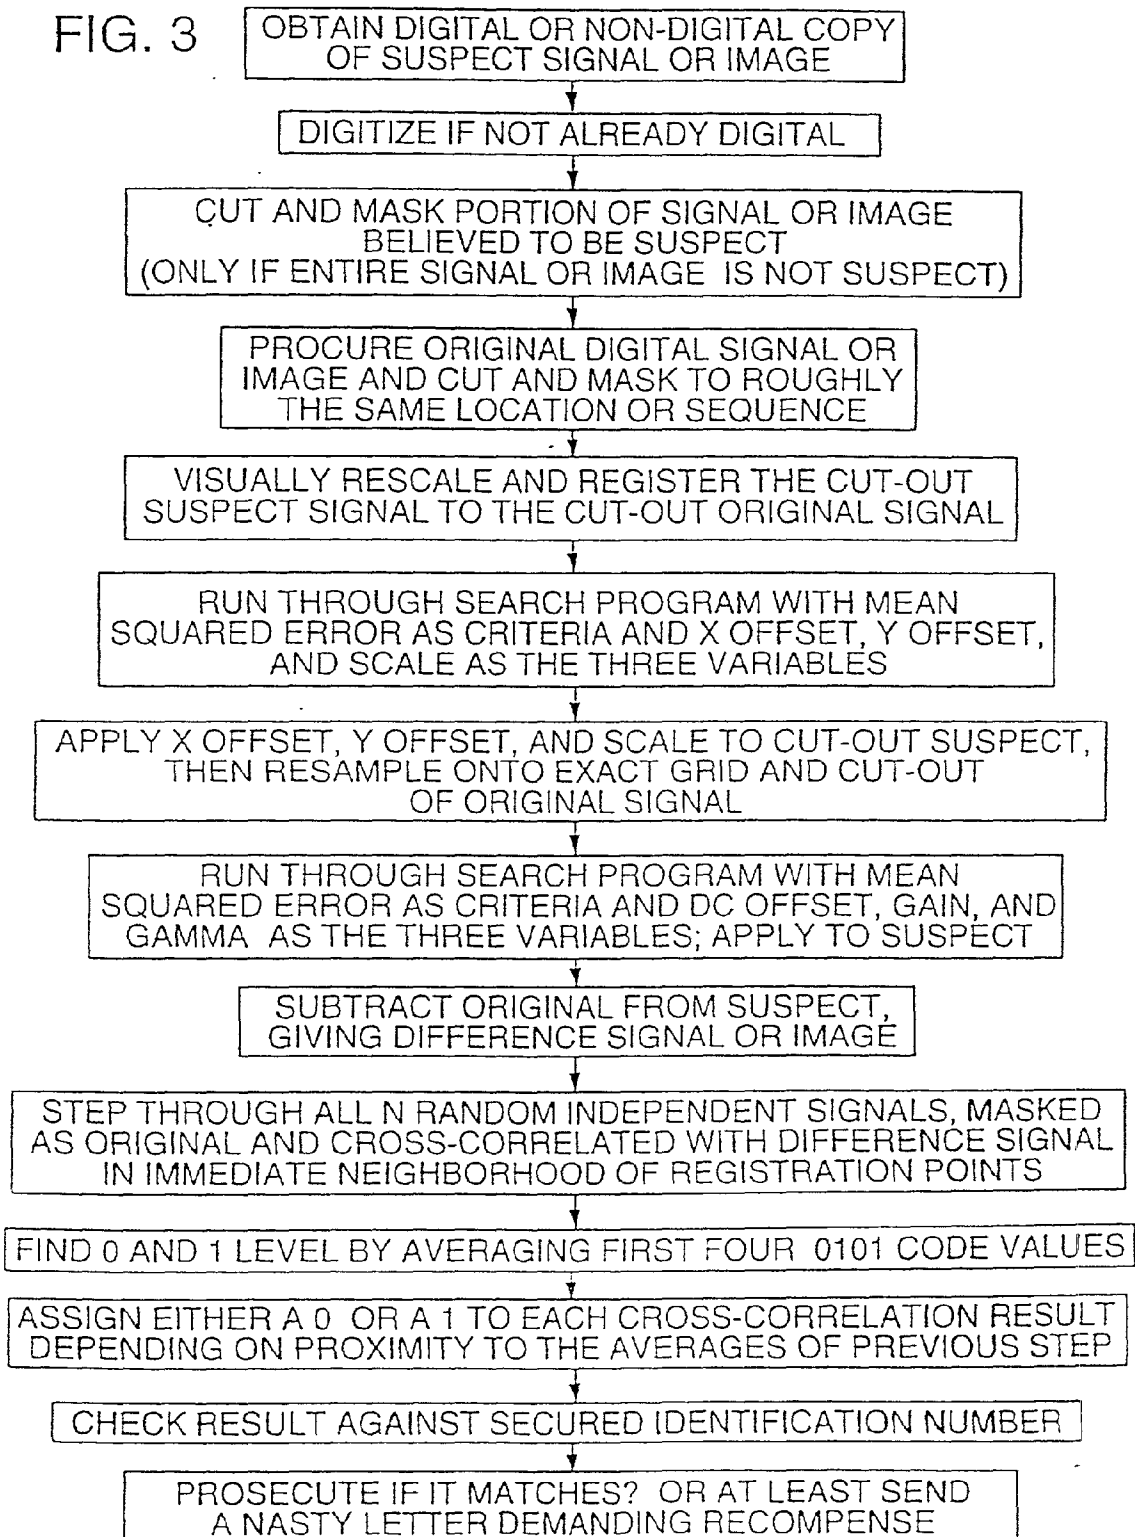 FIG. 3
OBTAIN DIGITAL OR NON-DIGITAL COPY
OF SUSPECT SIGNAL OR IMAGE
DIGITIZE IF NOT ALREADY DIGITAL
CUT AND MASK PORTION OF SIGNAL OR IMAGE
BELIEVED TO BE SUSPECT
(ONLY IF ENTIRE SIGNAL OR IMAGE IS NOT SUSPECT)
PROCURE ORIGINAL DIGITAL SIGNAL OR
IMAGE AND CUT AND MASK TO ROUGHLY
THE SAME LOCATION OR SEQUENCE
VISUALLY RESCALE AND REGISTER THE CUT-OUT
SUSPECT SIGNAL TO THE CUT-OUT ORIGINAL SIGNAL
RUN THROUGH SEARCH PROGRAM WITH MEAN
SQUARED ERROR AS CRITERIA AND X OFFSET, Y OFFSET,
AND SCALE AS THE THREE VARIABLES
APPLY X OFFSET, Y OFFSET, AND SCALE TO CUT-OUT SUSPECT,
THEN RESAMPLE ONTO EXACT GRID AND CUT-OUT
OF ORIGINAL SIGNAL
RUN THROUGH SEARCH PROGRAM WITH MEAN
SQUARED ERROR AS CRITERIA AND DC OFFSET, GAIN, AND
GAMMA AS THE THREE VARIABLES; APPLY TO SUSPECT
SUBTRACT ORIGINAL FROM SUSPECT,
GIVING DIFFERENCE SIGNAL OR IMAGE
STEP THROUGH ALL N RANDOM INDEPENDENT SIGNALS, MASKED
AS ORIGINAL AND CROSS-CORRELATED WITH DIFFERENCE SIGNAL
IN IMMEDIATE NEIGHBORHOOD OF REGISTRATION POINTS
FIND 0 AND 1 LEVEL BY AVERAGING FIRST FOUR 0101 CODE VALUES
ASSIGN EITHER A 0 OR A 1 TO EACH CROSS-CORRELATION RESULT
DEPENDING ON PROXIMITY TO THE AVERAGES OF PREVIOUS STEP
CHECK RESULT AGAINST SECURED IDENTIFICATION NUMBER
PROSECUTE IF IT MATCHES? OR AT LEAST SEND
A NASTY LETTER DEMANDING RECOMPENSE